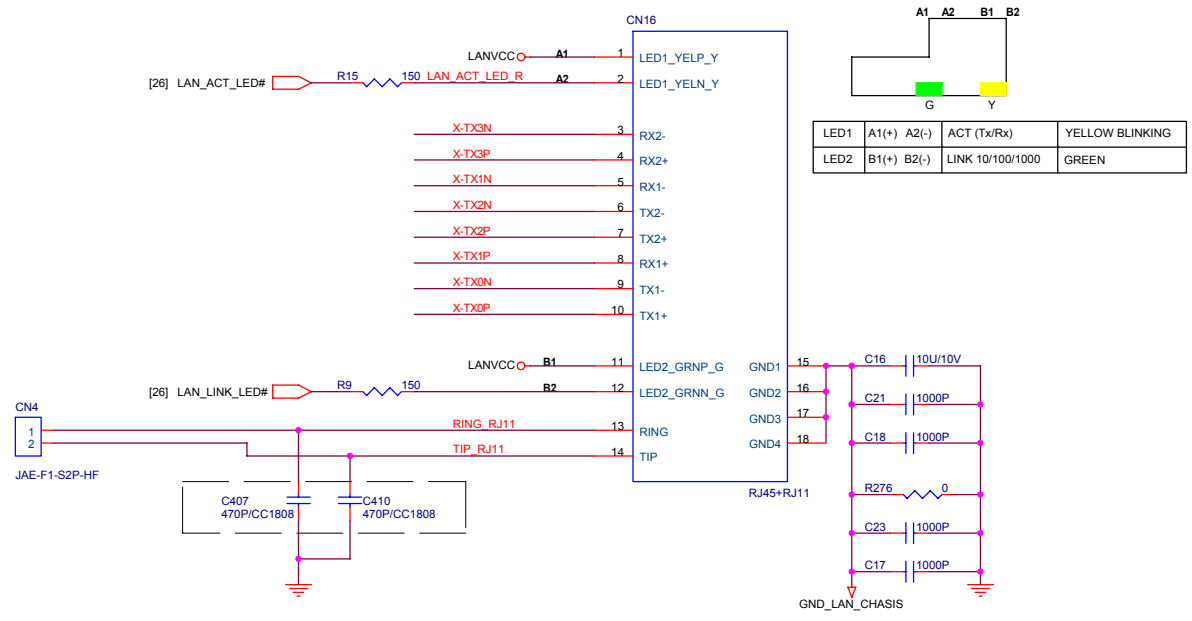 CN16
A1 A2 B1 B2
G Y
LED1 A1(+) A2(-) ACT (Tx/Rx) YELLOW BLINKING
LED2 B1(+) B2(-) LINK 10/100/1000 GREEN
LANVCC A1 1 LED1_YELP_Y
[26] LAN_ACT_LED# R15 150 LAN_ACT_LED_R A2 2 LED1_YELN_Y
X-TX3N 3 RX2-
X-TX3P 4 RX2+
X-TX1N 5 RX1-
X-TX2N 6 TX2-
X-TX2P 7 TX2+
X-TX1P 8 RX1+
X-TX0N 9 TX1-
X-TX0P 10 TX1+
LANVCC B1 11 LED2_GRNP_G GND1 15
[26] LAN_LINK_LED# R9 150 B2 12 LED2_GRNN_G GND2 16
GND3 17
RING_RJ11 13 RING
GND4 18
TIP_RJ11 14 TIP
RJ45+RJ11
CN4
1
2
JAE-F1-S2P-HF
C407
470P/CC1808
C410
470P/CC1808
C16 10U/10V
C21 1000P
C18 1000P
R276 0
C23 1000P
C17 1000P
GND_LAN_CHASIS